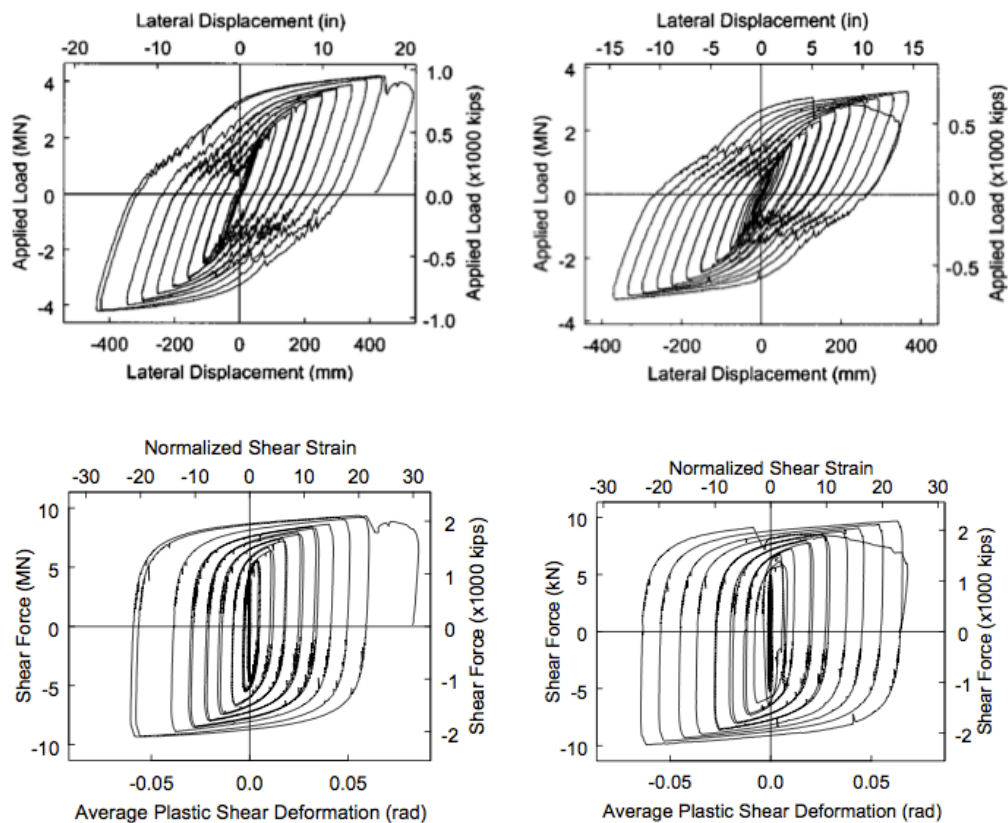 Lateral Displacement (in)
-20 -10 0 10 20
4 2 0 -2 -4
Applied Load (MN)
1.0 0.5 0.0 -0.5 -1.0
Applied Load (x1000 kips)
-400 -200 0 200 400
Lateral Displacement (mm)
Lateral Displacement (in)
-15 -10 -5 0 5 10 15
4 2 0 -2 -4
Applied Load (MN)
0.5 0.0 -0.5
Applied Load (x1000 kips)
-400 -200 0 200 400
Lateral Displacement (mm)
Normalized Shear Strain
-30 -20 -10 0 10 20 30
10 5 0 -5 -10
Shear Force (MN)
2 1 0 -1 -2
Shear Force (x1000 kips)
-0.05 0.0 0.05
Average Plastic Shear Deformation (rad)
Normalized Shear Strain
-30 -20 -10 0 10 20 30
10 5 0 -5 -10
Shear Force (kN)
2 1 0 -1 -2
Shear Force (x1000 kips)
-0.05 0.0 0.05
Average Plastic Shear Deformation (rad)